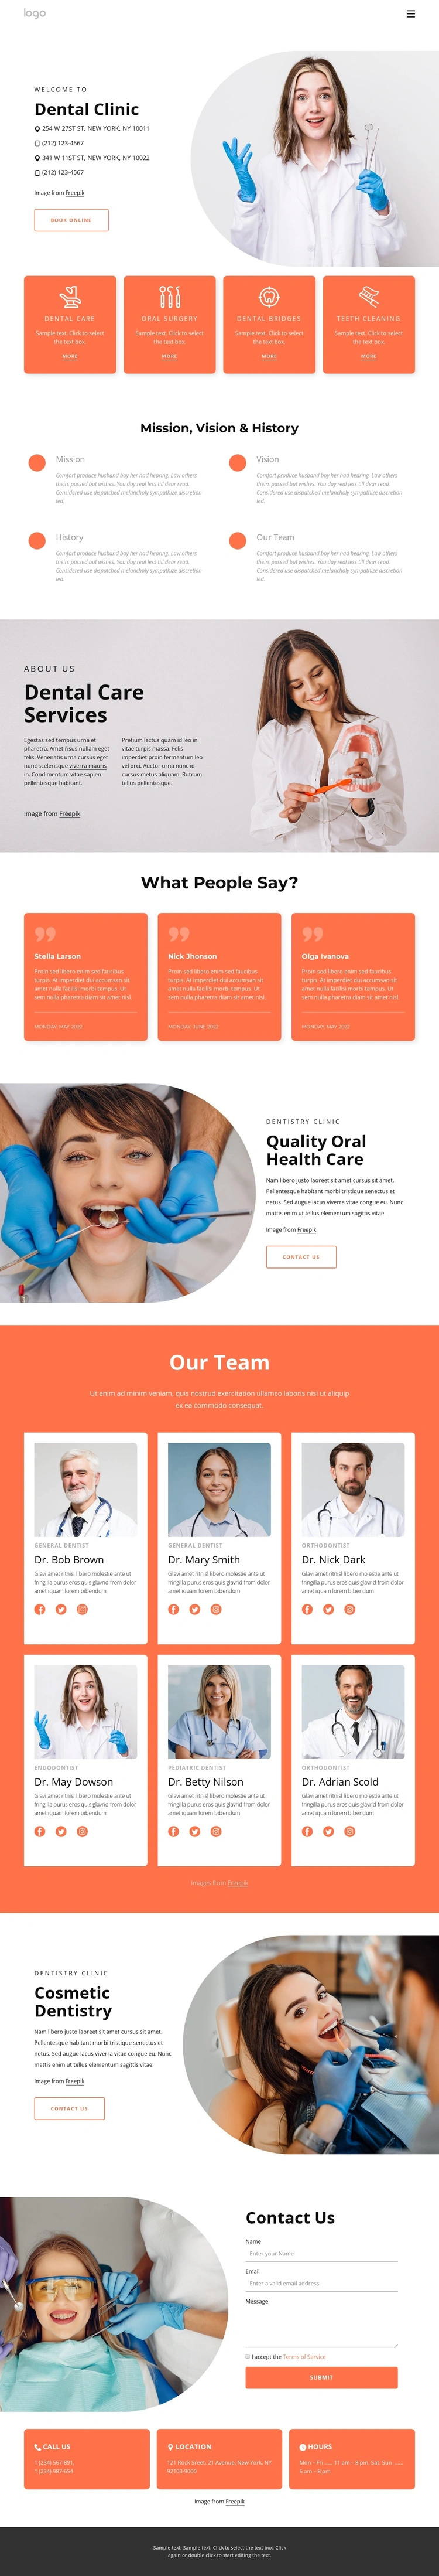 logo
WELCOME TO
Dental Clinic
254 W 27ST ST, NEW YORK, NY 10011
(212) 123-4567
341 W 11ST ST, NEW YORK, NY 10022
(212) 123-4567
Image from Freepik
BOOK ONLINE
DENTAL CARE
Sample text. Click to select
the text box.
MORE
ORAL SURGERY
Sample text. Click to select
the text box.
MORE
DENTAL BRIDGES
Sample text. Click to select
the text box.
MORE
TEETH CLEANING
Sample text. Click to select
the text box.
MORE
Mission, Vision & History
Mission
Comfort produce husband boy her had hearing. Law others
theirs passed but wishes. You day real less till dear read.
Considered use dispatched melancholy sympathize discretion
led.
Vision
Comfort produce husband boy her had hearing. Law others
theirs passed but wishes. You day real less till dear read.
Considered use dispatched melancholy sympathize discretion
led.
History
Comfort produce husband boy her had hearing. Law others
theirs passed but wishes. You day real less till dear read.
Considered use dispatched melancholy sympathize discretion
led.
Our Team
Comfort produce husband boy her had hearing. Law others
theirs passed but wishes. You day real less till dear read.
Considered use dispatched melancholy sympathize discretion
led.
ABOUT US
Dental Care
Services
Egestas sed tempus urna et
pharetra. Amet risus nullam eget
felis. Venenatis urna cursus eget
nunc scelerisque viverra mauris
in. Condimentum vitae sapien
pellentesque habitant.
Pretium lectus quam id leo in
vitae turpis massa. Felis
imperdiet proin fermentum leo
vel orci. Auctor urna nunc id
cursus metus aliquam. Rutrum
tellus pellentesque.
Image from Freepik
What People Say?
Stella Larson
Proin sed libero enim sed faucibus
turpis. At imperdiet dui accumsan sit
amet nulla facilisi morbi tempus. Ut
sem nulla pharetra diam sit amet nisl.
MONDAY, MAY 2022
Nick Jhonson
Proin sed libero enim sed faucibus
turpis. At imperdiet dui accumsan sit
amet nulla facilisi morbi tempus. Ut
sem nulla pharetra diam sit amet nisl.
MONDAY, JUNE 2022
Olga Ivanova
Proin sed libero enim sed faucibus
turpis. At imperdiet dui accumsan sit
amet nulla facilisi morbi tempus. Ut
sem nulla pharetra diam sit amet nisl.
MONDAY, MAY 2022
DENTISTRY CLINIC
Quality Oral
Health Care
Nam libero justo laoreet sit amet cursus sit amet.
Pellentesque habitant morbi tristique senectus et
netus. Sed augue lacus viverra vitae congue eu. Nunc
mattis enim ut tellus elementum sagittis vitae.
Image from Freepik
CONTACT US
Our Team
Ut enim ad minim veniam, quis nostrud exercitation ullamco laboris nisi ut aliquip
ex ea commodo consequat.
GENERAL DENTIST
Dr. Bob Brown
Glavi amet ritnisl libero molestie ante ut
fringilla purus eros quis glavrid from dolor
amet iquam lorem bibendum
GENERAL DENTIST
Dr. Mary Smith
Glavi amet ritnisl libero molestie ante ut
fringilla purus eros quis glavrid from dolor
amet iquam lorem bibendum
ORTHODONTIST
Dr. Nick Dark
Glavi amet ritnisl libero molestie ante ut
fringilla purus eros quis glavrid from dolor
amet iquam lorem bibendum
ENDODONTIST
Dr. May Dowson
Glavi amet ritnisl libero molestie ante ut
fringilla purus eros quis glavrid from dolor
amet iquam lorem bibendum
PEDIATRIC DENTIST
Dr. Betty Nilson
Glavi amet ritnisl libero molestie ante ut
fringilla purus eros quis glavrid from dolor
amet iquam lorem bibendum
ORTHODONTIST
Dr. Adrian Scold
Glavi amet ritnisl libero molestie ante ut
fringilla purus eros quis glavrid from dolor
amet iquam lorem bibendum
Images from Freepik
DENTISTRY CLINIC
Cosmetic
Dentistry
Nam libero justo laoreet sit amet cursus sit amet.
Pellentesque habitant morbi tristique senectus et
netus. Sed augue lacus viverra vitae congue eu. Nunc
mattis enim ut tellus elementum sagittis vitae.
Image from Freepik
CONTACT US
Contact Us
Name
Enter your Name
Email
Enter a valid email address
Message
I accept the Terms of Service
SUBMIT
CALL US
1 (234) 567-891,
1 (234) 987-654
LOCATION
121 Rock Sreet, 21 Avenue, New York, NY
92103-9000
HOURS
Mon – Fri ...... 11 am – 8 pm, Sat, Sun ......
6 am – 8 pm
Image from Freepik
Sample text. Sample text. Click to select the text box. Click
again or double click to start editing the text.